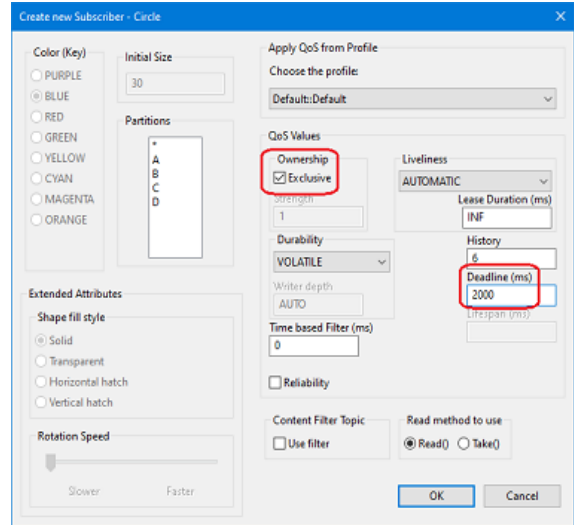 Create new Subscriber - Circle
Color (Key)
PURPLE
BLUE
RED
GREEN
YELLOW
CYAN
MAGENTA
ORANGE
Initial Size
30
Partitions
*
A
B
C
D
Extended Attributes
Shape fill style
Solid
Transparent
Horizontal hatch
Vertical hatch
Rotation Speed
Slower Faster
Apply QoS from Profile
Choose the profile:
Default::Default
QoS Values
Ownership
Exclusive
Strength
1
Durability
VOLATILE
Writer depth
AUTO
Time based Filter (ms)
0
Reliability
Liveliness
AUTOMATIC
Lease Duration (ms)
INF
History
6
Deadline (ms)
2000
Lifespan (ms)
Content Filter Topic
Use filter
Read method to use
Read() Take()
OK Cancel